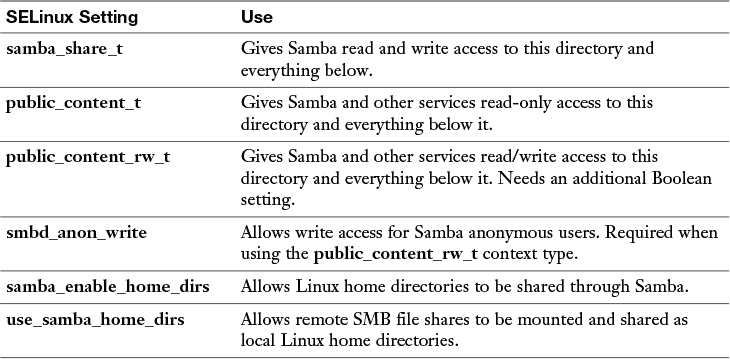 SELinux Setting Use
samba_share_t Gives Samba read and write access to this directory and
everything below.
public_content_t Gives Samba and other services read-only access to this
directory and everything below it.
public_content_rw_t Gives Samba and other services read/write access to this
directory and everything below it. Needs an additional Boolean
setting.
smbd_anon_write Allows write access for Samba anonymous users. Required when
using the public_content_rw_t context type.
samba_enable_home_dirs Allows Linux home directories to be shared through Samba.
use_samba_home_dirs Allows remote SMB file shares to be mounted and shared as
local Linux home directories.